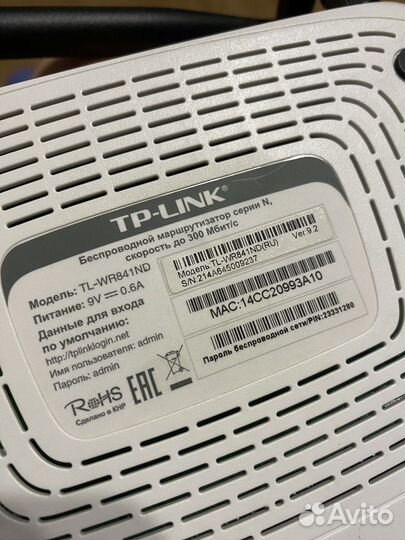 TP-LINK®
Беспроводной маршрутизатор серии N,
скорость до 300 Мбит/с
Модель: TL-WR841ND
Питание: 9V⎓0.6A
Данные для входа
по умолчанию:
http://tplinklogin.net
Имя пользователя: admin
Пароль: admin
Модель:TL-WR841ND(RU) Ver:9.2
S/N:214A645009237
MAC:14CC20993A10
Пароль беспроводной сети/PIN:23331280
RoHS
Сделано в КНР
EAC
Avito